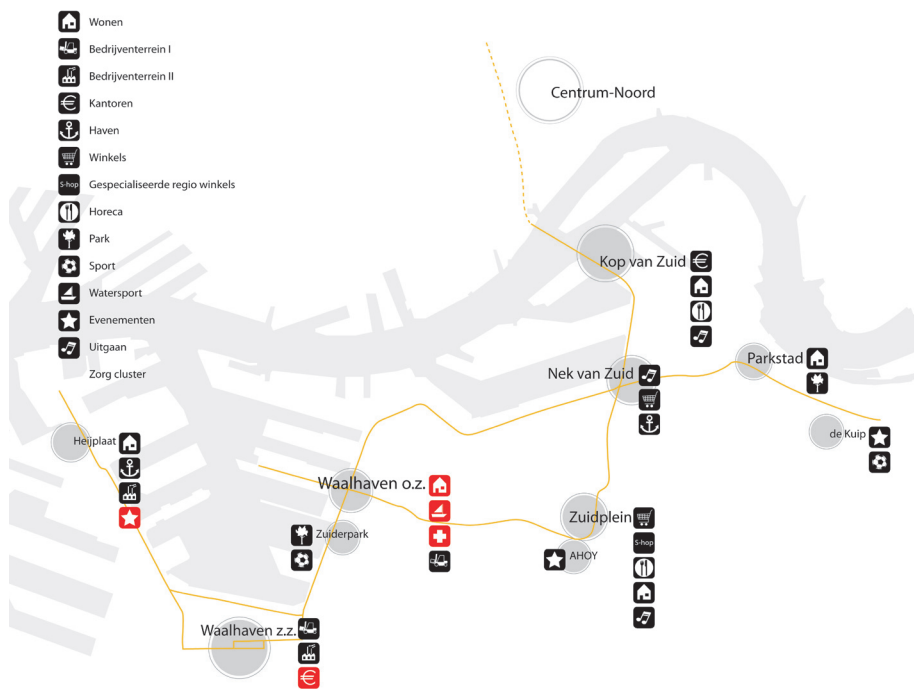 Wonen
Bedrijventerrein I
Bedrijventerrein II
Kantoren
Haven
Winkels
S-hop
Gespecialiseerde regio winkels
Horeca
Park
Sport
Watersport
Evenementen
Uitgaan
Zorg cluster
Centrum-Noord
Kop van Zuid
Nek van Zuid
Parkstad
de Kuip
Heijplaat
Waalhaven o.z.
Zuiderpark
Zuidplein
S-hop
AHOY
Waalhaven z.z.